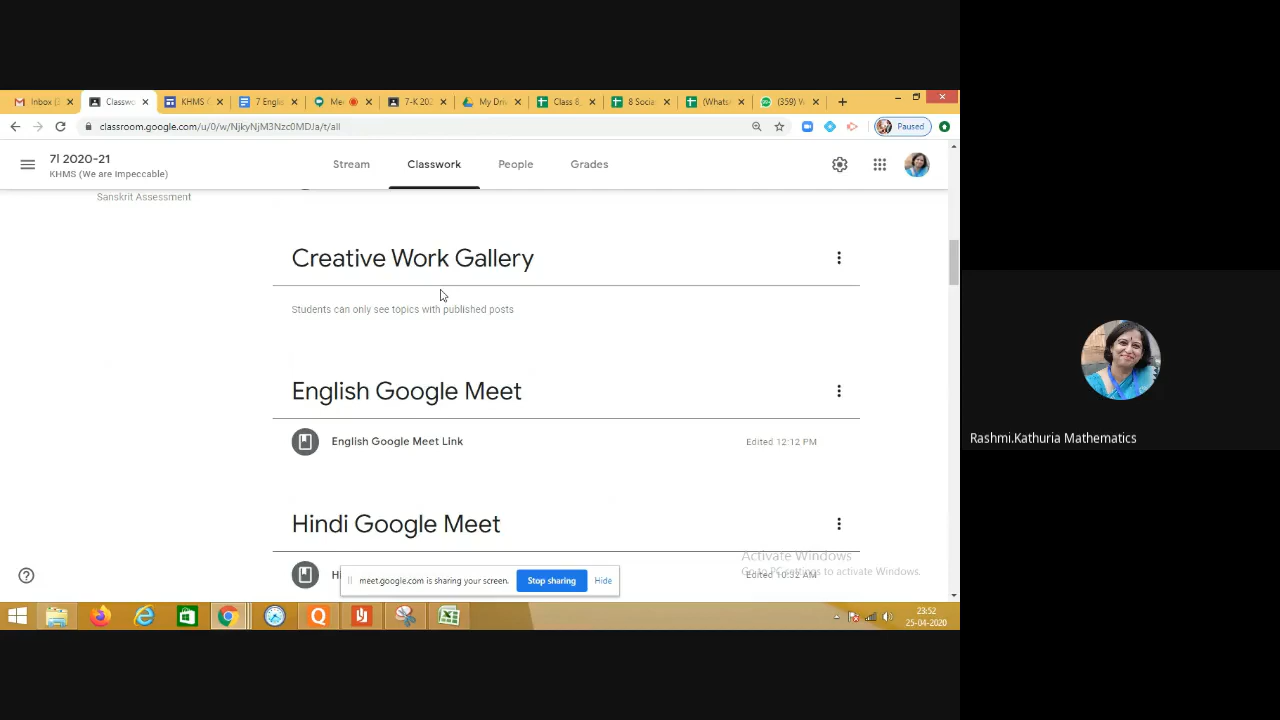 Inbox (
Classwo
KHMS
7 Englis
Me
7-K 202
My Driv
Class 8,
8 Socia
(Whats
(359) W
classroom.google.com/u/0/w/NjkyNjM3Nzc0MDJa/t/all
Paused
7I 2020-21
KHMS (We are Impeccable)
Stream
Classwork
People
Grades
Sanskrit Assessment
Creative Work Gallery
Students can only see topics with published posts
English Google Meet
English Google Meet Link
Edited 12:12 PM
Hindi Google Meet
Hi
Edited 10:32 AM
Activate Windows
Go to PC settings to activate Windows.
meet.google.com is sharing your screen.
Stop sharing
Hide
23:52
25-04-2020
Rashmi.Kathuria Mathematics